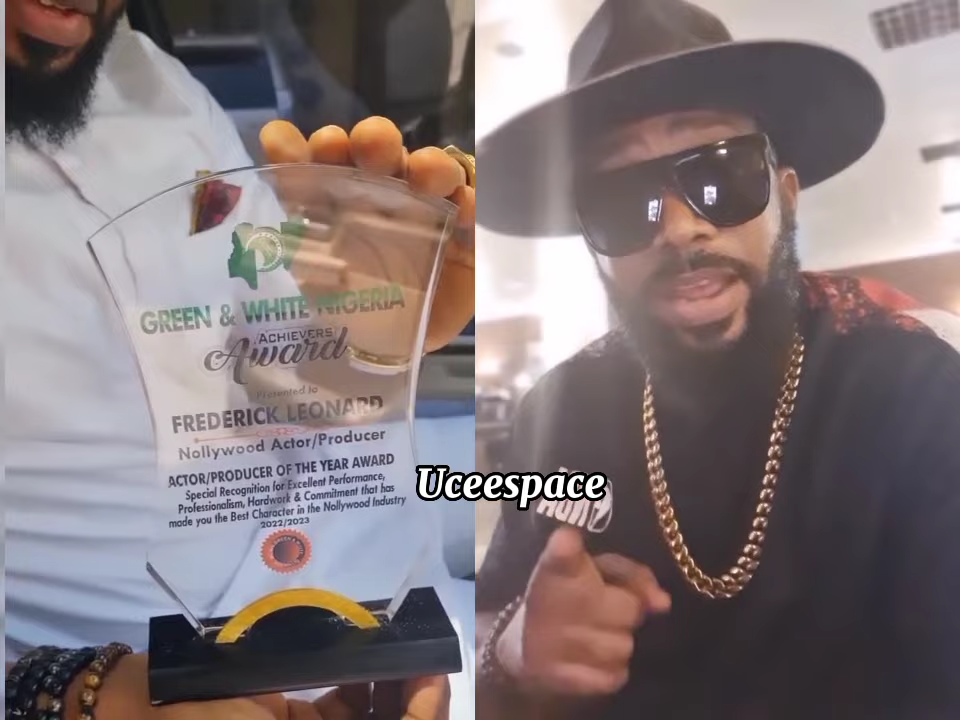 GREEN & WHITE NIGERIA
ACHIEVERS
Award
Presented to
FREDERICK LEONARD
Nollywood Actor/Producer
ACTOR/PRODUCER OF THE YEAR AWARD
Special Recognition for Excellent Performance,
Professionalism, Hardwork & Commitment that has
made you the Best Character in the Nollywood Industry
2022/2023
Uceespace